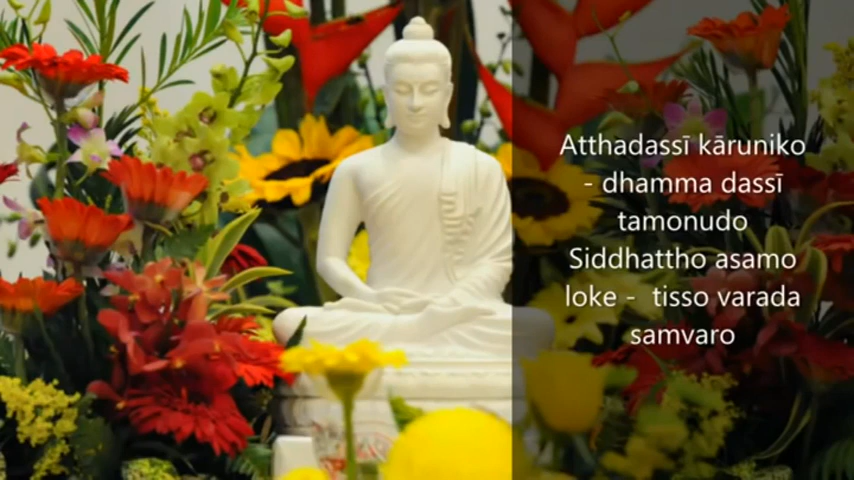 Atthadassī kāruniko
- dhamma dassī
tamonudo
Siddhattho asamo
loke -  tisso varada
samvaro